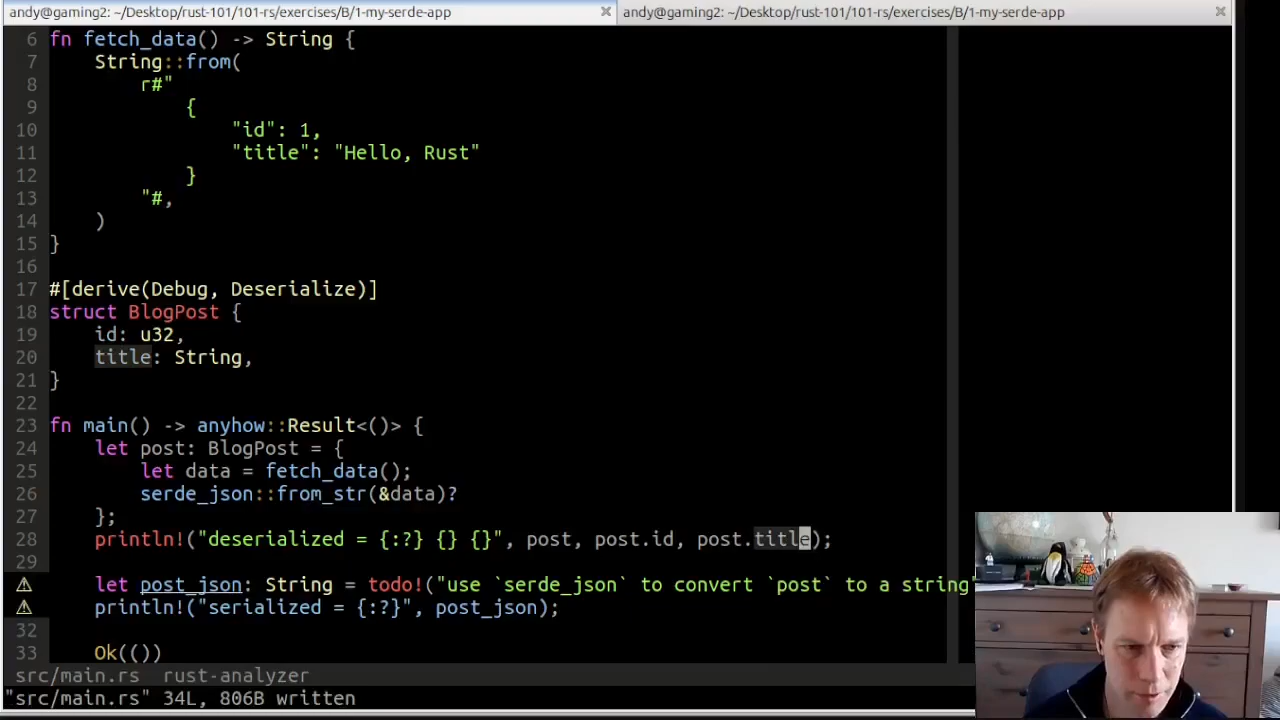 andy@gaming2: ~/Desktop/rust-101/101-rs/exercises/B/1-my-serde-app
andy@gaming2: ~/Desktop/rust-101/101-rs/exercises/B/1-my-serde-app
6 fn fetch_data() -> String {
7     String::from(
8         r#"
9             {
10                 "id": 1,
11                 "title": "Hello, Rust"
12             }
13         "#,
14     )
15 }
16
17 #[derive(Debug, Deserialize)]
18 struct BlogPost {
19     id: u32,
20     title: String,
21 }
22
23 fn main() -> anyhow::Result<()> {
24     let post: BlogPost = {
25         let data = fetch_data();
26         serde_json::from_str(&data)?
27     };
28     println!("deserialized = {:?} {} {}", post, post.id, post.title);
29
⚠     let post_json: String = todo!("use `serde_json` to convert `post` to a string"
⚠     println!("serialized = {:?}", post_json);
32
33     Ok(())
src/main.rs  rust-analyzer
"src/main.rs" 34L, 806B written